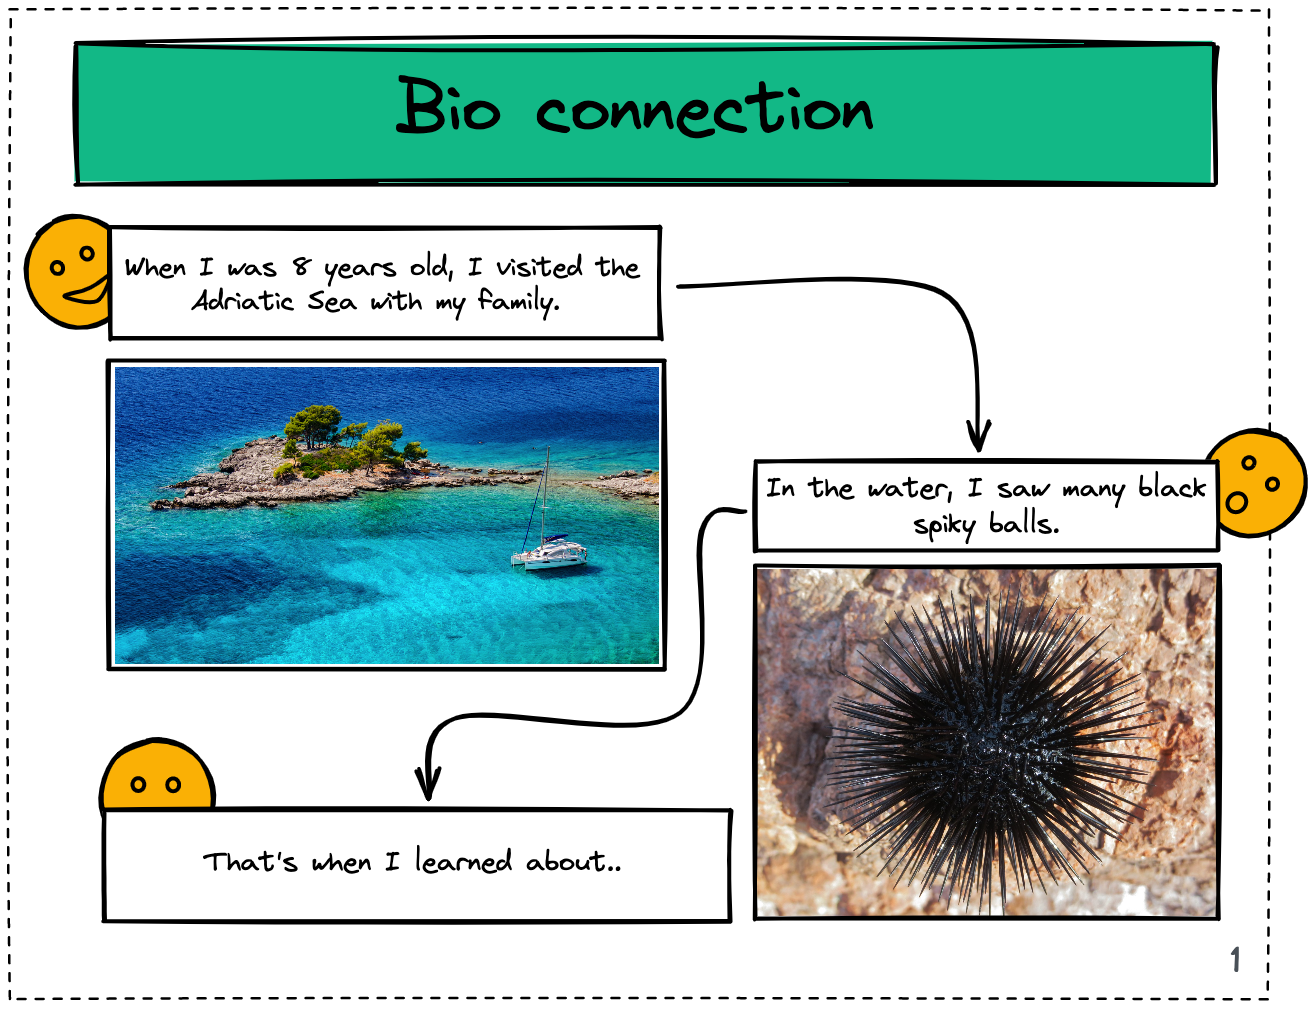 Bio connection
When I was 8 years old, I visited the
Adriatic Sea with my family.
In the water, I saw many black
spiky balls.
That's when I learned about..
1